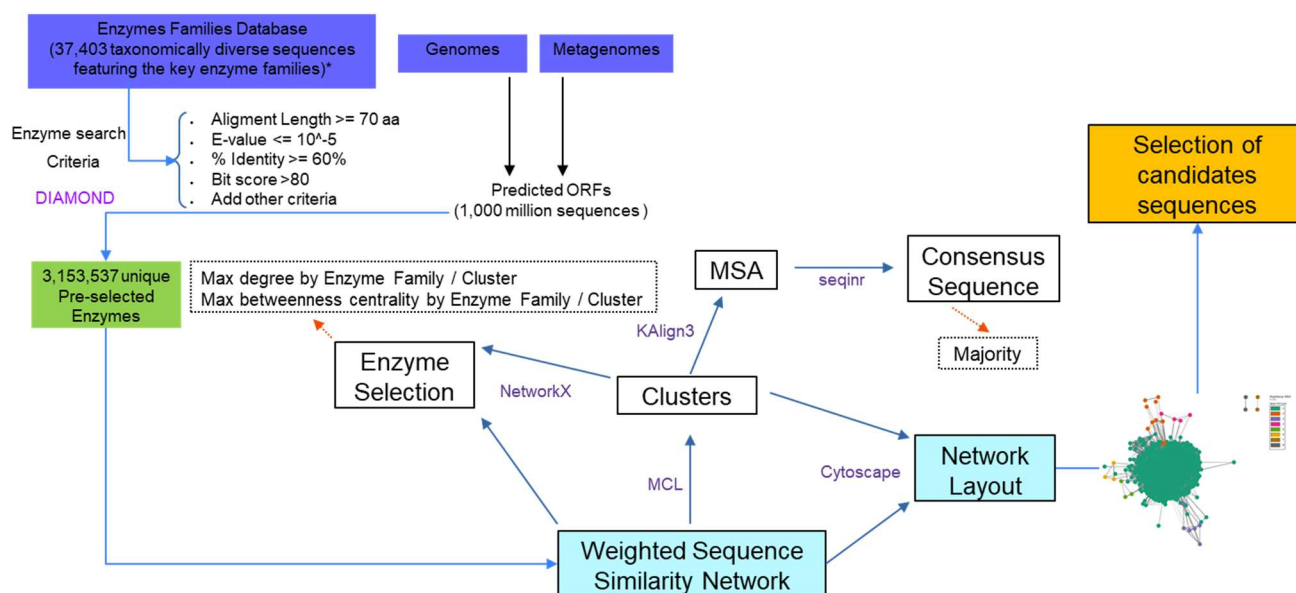 Enzymes Families Database
(37,403 taxonomically diverse sequences
featuring the key enzyme families)*
Genomes
Metagenomes
Enzyme search
Criteria
DIAMOND
. Aligment Length >= 70 aa
. E-value <= 10^-5
. % Identity >= 60%
. Bit score >80
. Add other criteria
Predicted ORFs
(1,000 million sequences)
Selection of
candidates
sequences
3,153,537 unique
Pre-selected
Enzymes
Max degree by Enzyme Family / Cluster
Max betweenness centrality by Enzyme Family / Cluster
MSA
seqinr
Consensus
Sequence
KAlign3
Majority
Enzyme
Selection
NetworkX
Clusters
MCL
Cytoscape
Network
Layout
Weighted Sequence
Similarity Network